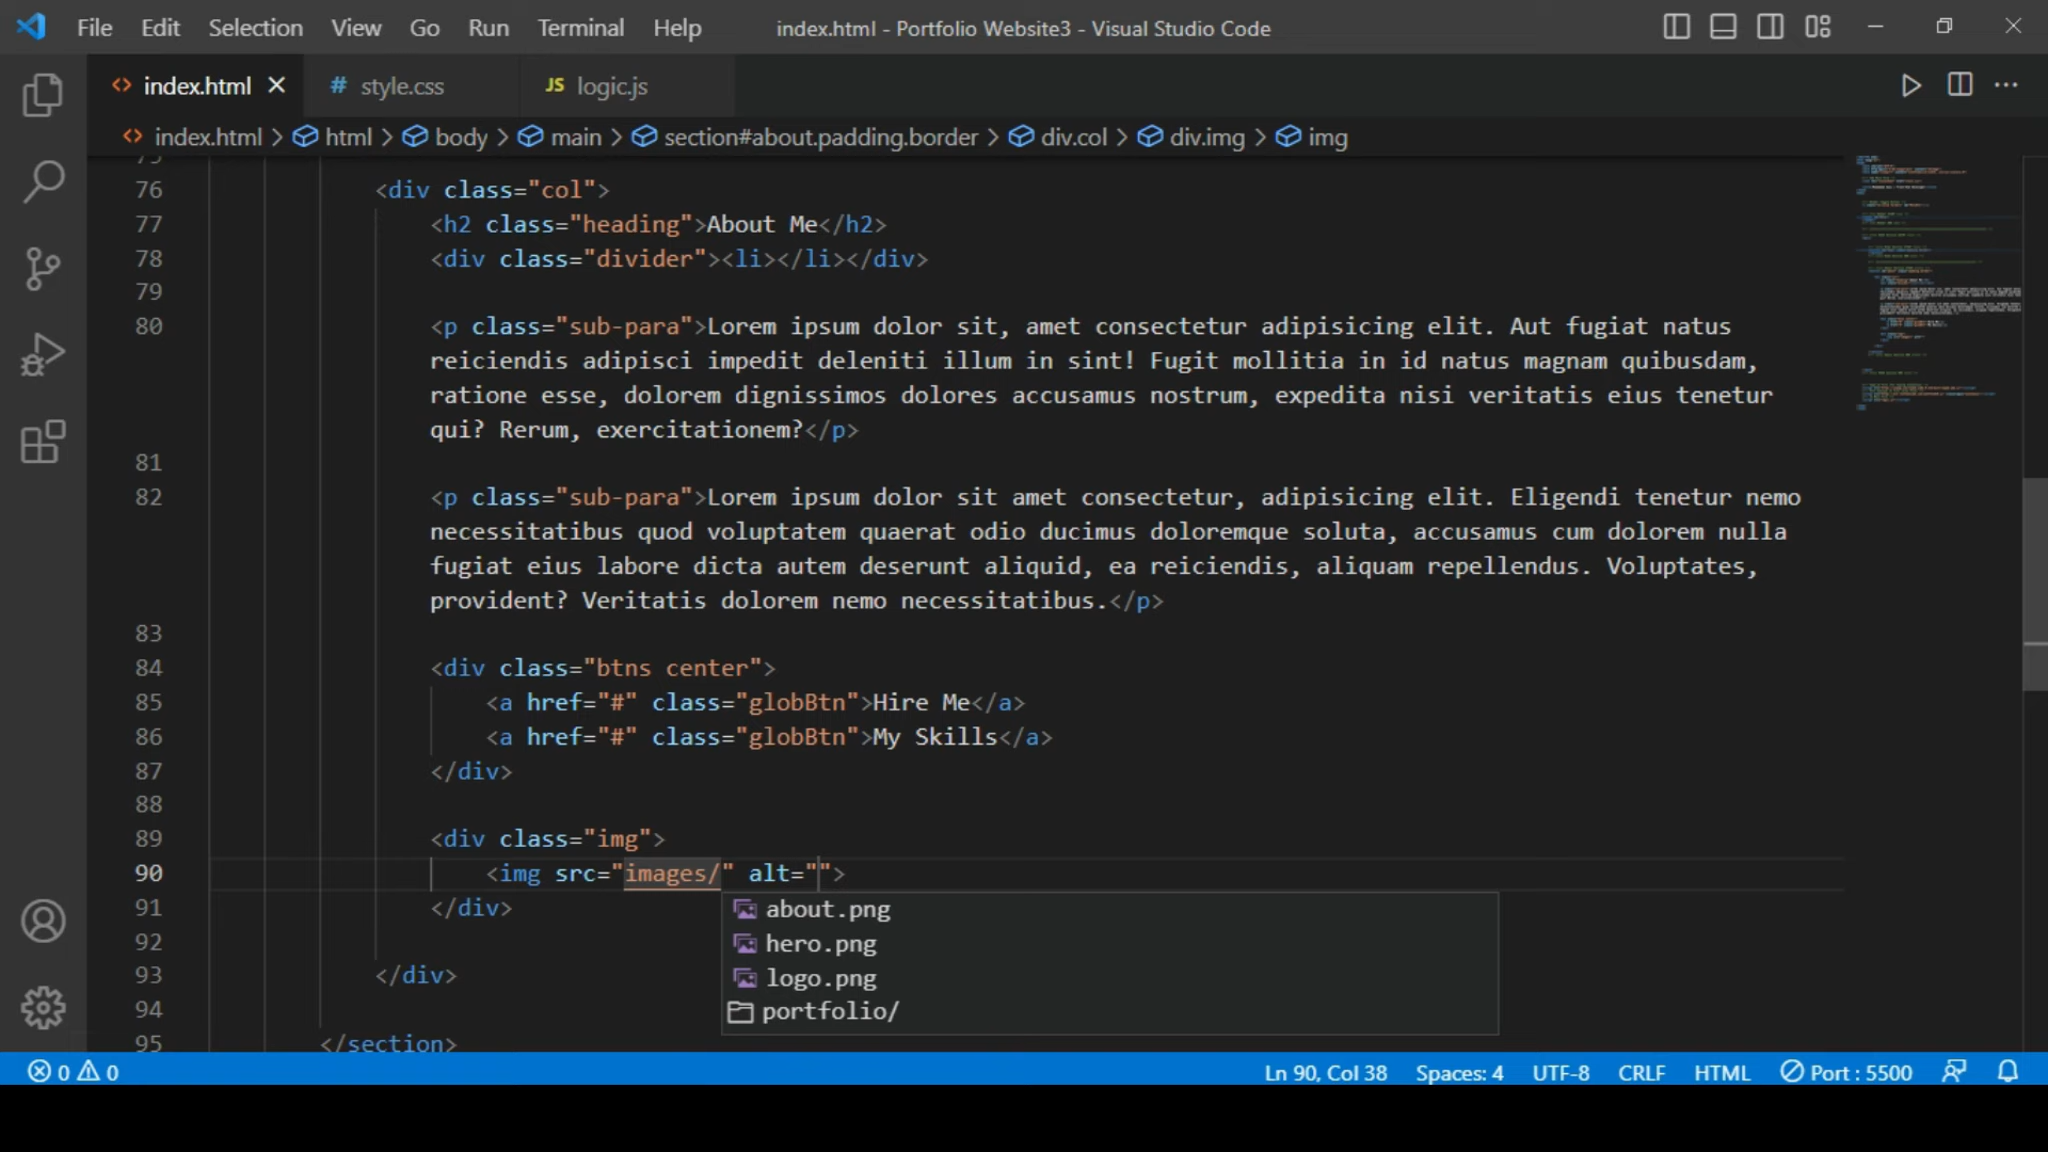 File Edit Selection View Go Run Terminal Help index.html - Portfolio Website3 - Visual Studio Code
index.html # style.css JS logic.js
index.html > html > body > main > section#about.padding.border > div.col > div.img > img
76 <div class="col">
77 <h2 class="heading">About Me</h2>
78 <div class="divider"><li></li></div>
79
80 <p class="sub-para">Lorem ipsum dolor sit, amet consectetur adipisicing elit. Aut fugiat natus
reiciendis adipisci impedit deleniti illum in sint! Fugit mollitia in id natus magnam quibusdam,
ratione esse, dolorem dignissimos dolores accusamus nostrum, expedita nisi veritatis eius tenetur
qui? Rerum, exercitationem?</p>
81
82 <p class="sub-para">Lorem ipsum dolor sit amet consectetur, adipisicing elit. Eligendi tenetur nemo
necessitatibus quod voluptatem quaerat odio ducimus doloremque soluta, accusamus cum dolorem nulla
fugiat eius labore dicta autem deserunt aliquid, ea reiciendis, aliquam repellendus. Voluptates,
provident? Veritatis dolorem nemo necessitatibus.</p>
83
84 <div class="btns center">
85 <a href="#" class="globBtn">Hire Me</a>
86 <a href="#" class="globBtn">My Skills</a>
87 </div>
88
89 <div class="img">
90 <img src="images/" alt="">
91 </div>
about.png
92
hero.png
93 </div>
logo.png
94
portfolio/
95 </section>
0 0 Ln 90, Col 38 Spaces: 4 UTF-8 CRLF HTML Port : 5500